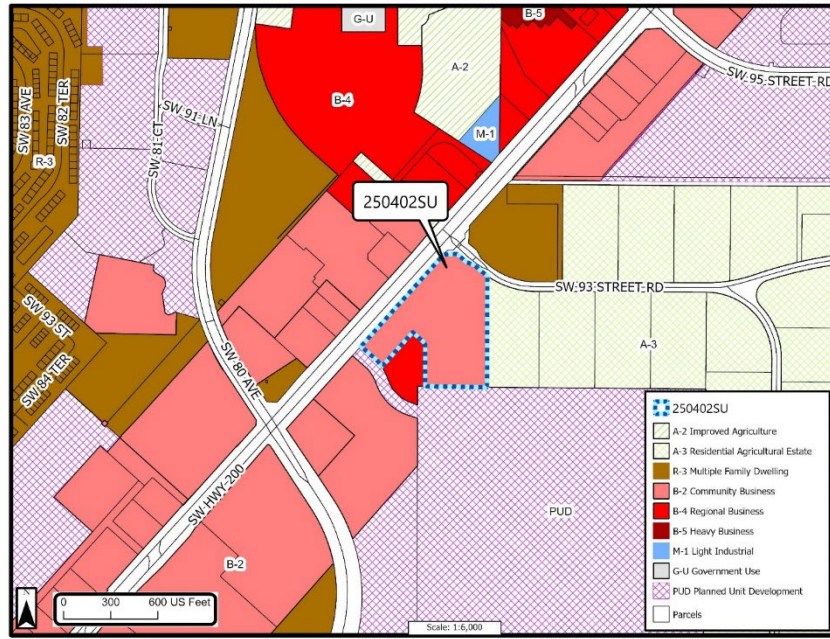 G-U
B-5
A-2
B-4
M-1
SW 95 STREET RD
SW 83 AVE
SW 82 TER
SW 81 CT
SW 91 LN
R-3
250402SU
SW 93 STREET RD
A-3
SW 93 ST
SW 84 TER
SW 80 AVE
SW HWY 200
B-2
PUD
250402SU
A-2 Improved Agriculture
A-3 Residential Agricultural Estate
R-3 Multiple Family Dwelling
B-2 Community Business
B-4 Regional Business
B-5 Heavy Business
M-1 Light Industrial
G-U Government Use
PUD Planned Unit Development
Parcels
N
0 300 600 US Feet
Scale: 1:6,000